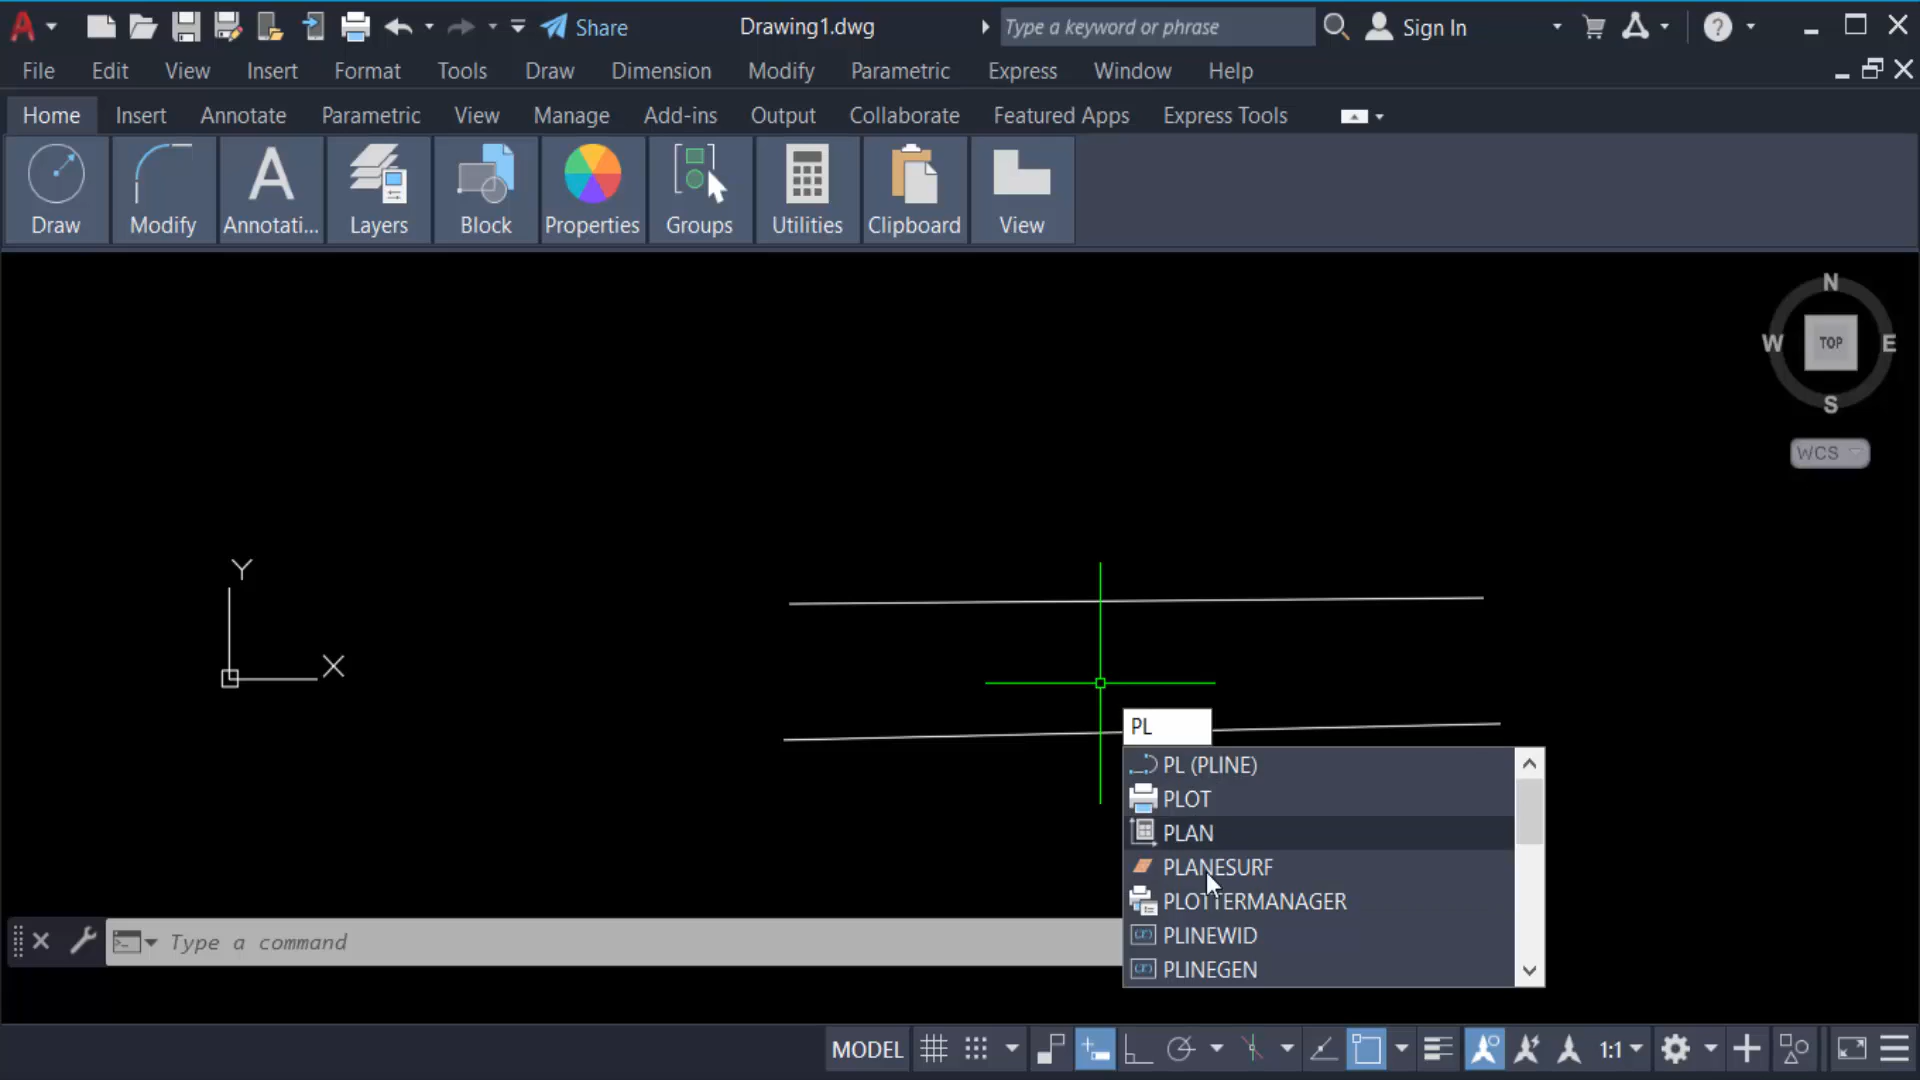 Share
Drawing1.dwg
Type a keyword or phrase
Sign In
File Edit View Insert Format Tools Draw Dimension Modify Parametric Express Window Help
Home Insert Annotate Parametric View Manage Add-ins Output Collaborate Featured Apps Express Tools
Draw Modify Annotati... Layers Block Properties Groups Utilities Clipboard View
N
W TOP E
S
WCS
Y
X
PL
PL (PLINE)
PLOT
PLAN
PLANESURF
PLOTTERMANAGER
PLINEWID
PLINEGEN
Type a command
MODEL 1:1